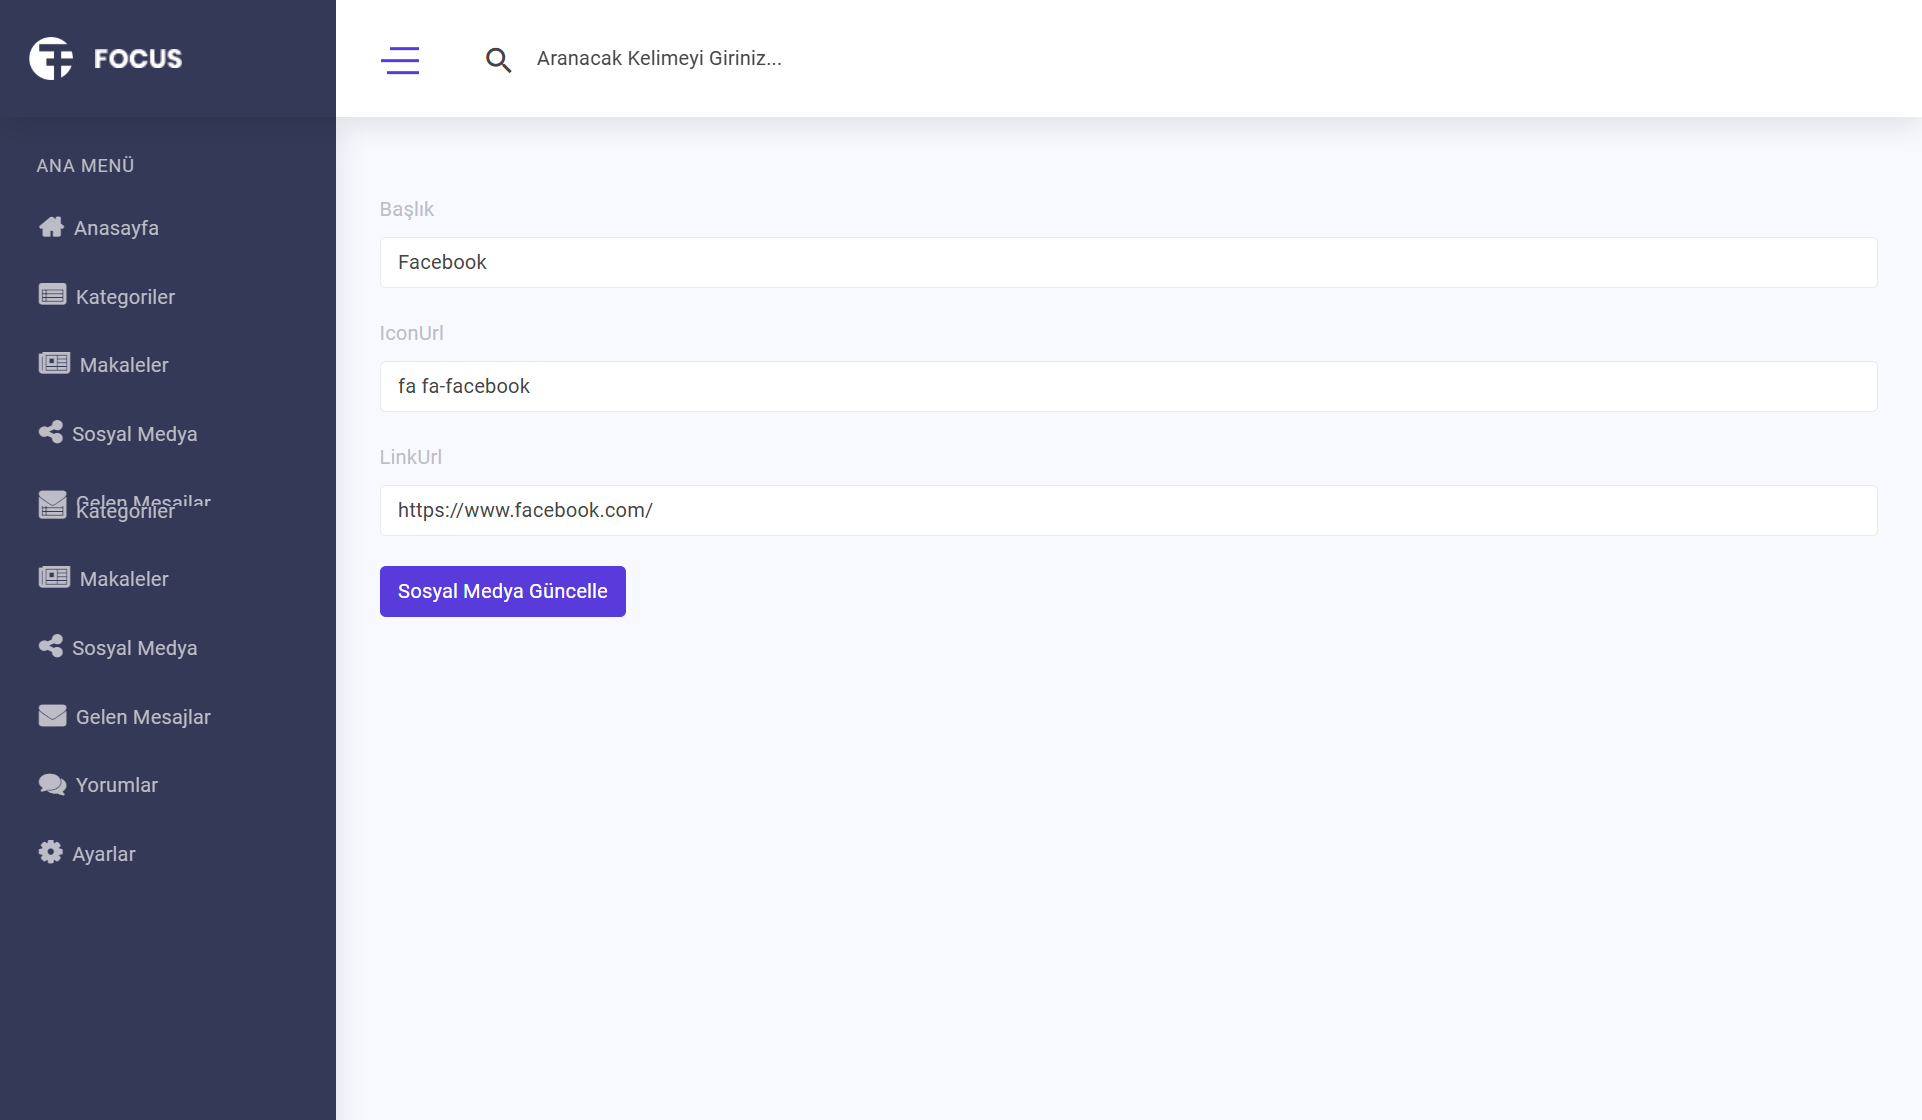 FOCUS
Aranacak Kelimeyi Giriniz...
ANA MENÜ
Anasayfa
Kategoriler
Makaleler
Sosyal Medya
Gelen Mesajlar
Kategoriler
Makaleler
Sosyal Medya
Gelen Mesajlar
Yorumlar
Ayarlar
Başlık
Facebook
IconUrl
fa fa-facebook
LinkUrl
https://www.facebook.com/
Sosyal Medya Güncelle